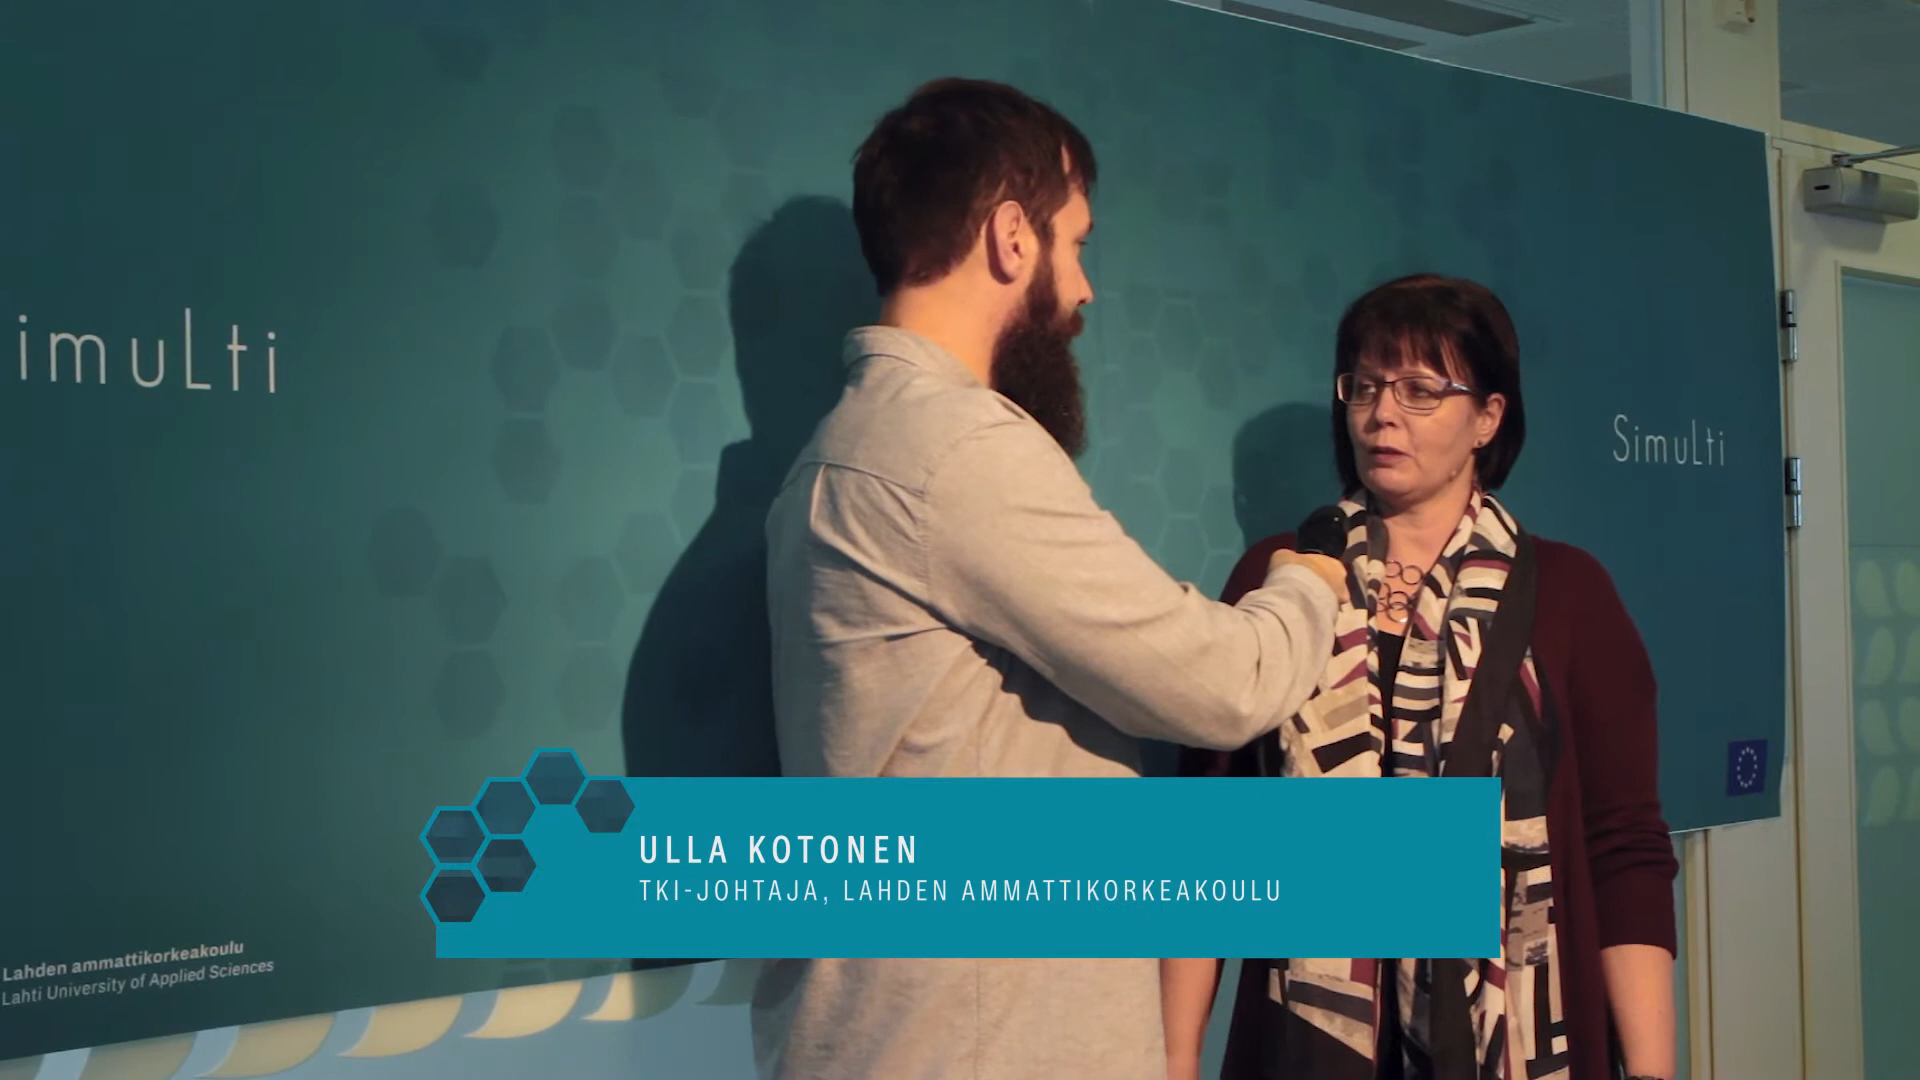 imuLti
SimuLti
ULLA KOTONEN
TKI-JOHTAJA, LAHDEN AMMATTIKORKEAKOULU
Lahden ammattikorkeakoulu
Lahti University of Applied Sciences